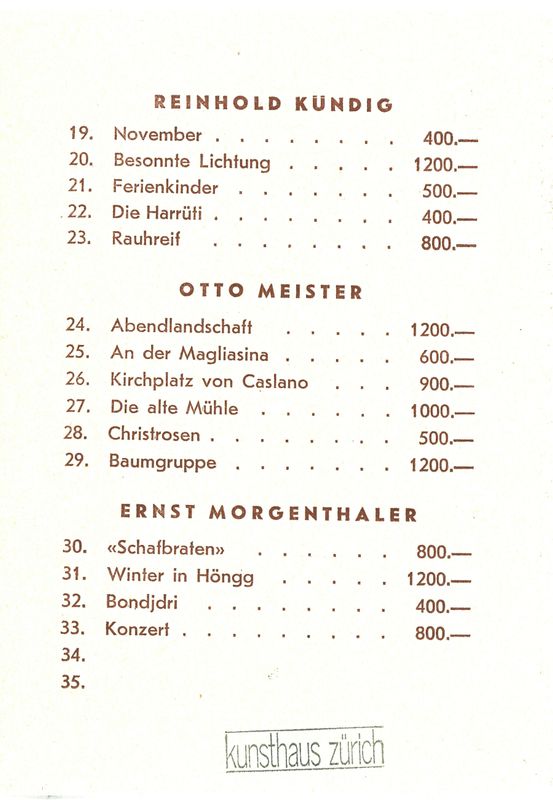 REINHOLD KÜNDIG
19. November . . . . . . . . 400.—
20. Besonnte Lichtung . . . . . 1200.—
21. Ferienkinder . . . . . . . 500.—
22. Die Harrüti . . . . . . . . 400.—
23. Rauhreif . . . . . . . . 800.—
OTTO MEISTER
24. Abendlandschaft . . . . . 1200.—
25. An der Magliasina . . . . . 600.—
26. Kirchplatz von Caslano . . . 900.—
27. Die alte Mühle . . . . . . 1000.—
28. Christrosen . . . . . . . . 500.—
29. Baumgruppe . . . . . . . 1200.—
ERNST MORGENTHALER
30. «Schafbraten» . . . . . . 800.—
31. Winter in Höngg . . . . . 1200.—
32. Bondjdri . . . . . . . . 400.—
33. Konzert . . . . . . . . . 800.—
34.
35.
kunsthaus zürich